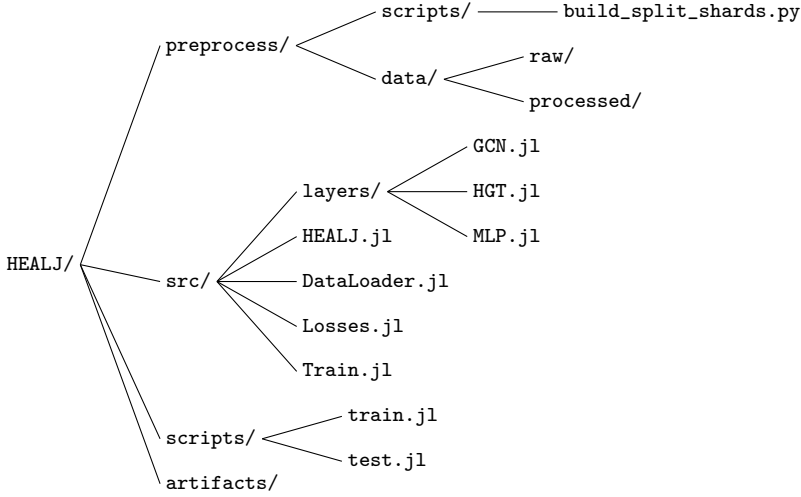 scripts/
build_split_shards.py
preprocess/
raw/
data/
processed/
GCN.jl
layers/
HGT.jl
HEALJ.jl
MLP.jl
HEALJ/
src/
DataLoader.jl
Losses.jl
Train.jl
train.jl
scripts/
test.jl
artifacts/